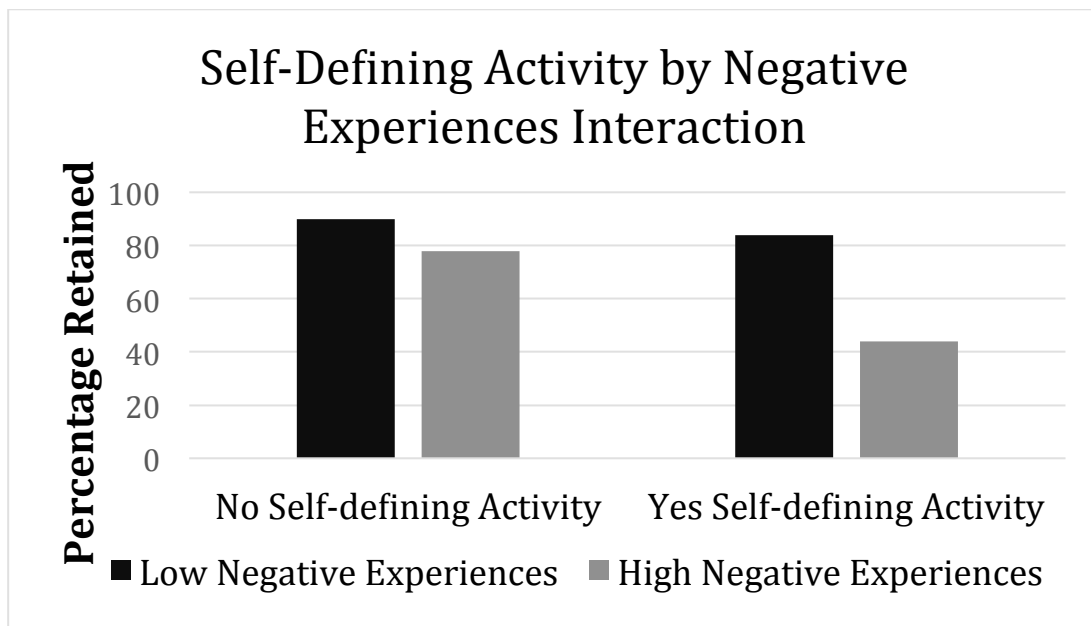 Self-Defining Activity by Negative
Experiences Interaction
Percentage Retained
100
80
60
40
20
0
No Self-defining Activity
Yes Self-defining Activity
Low Negative Experiences
High Negative Experiences